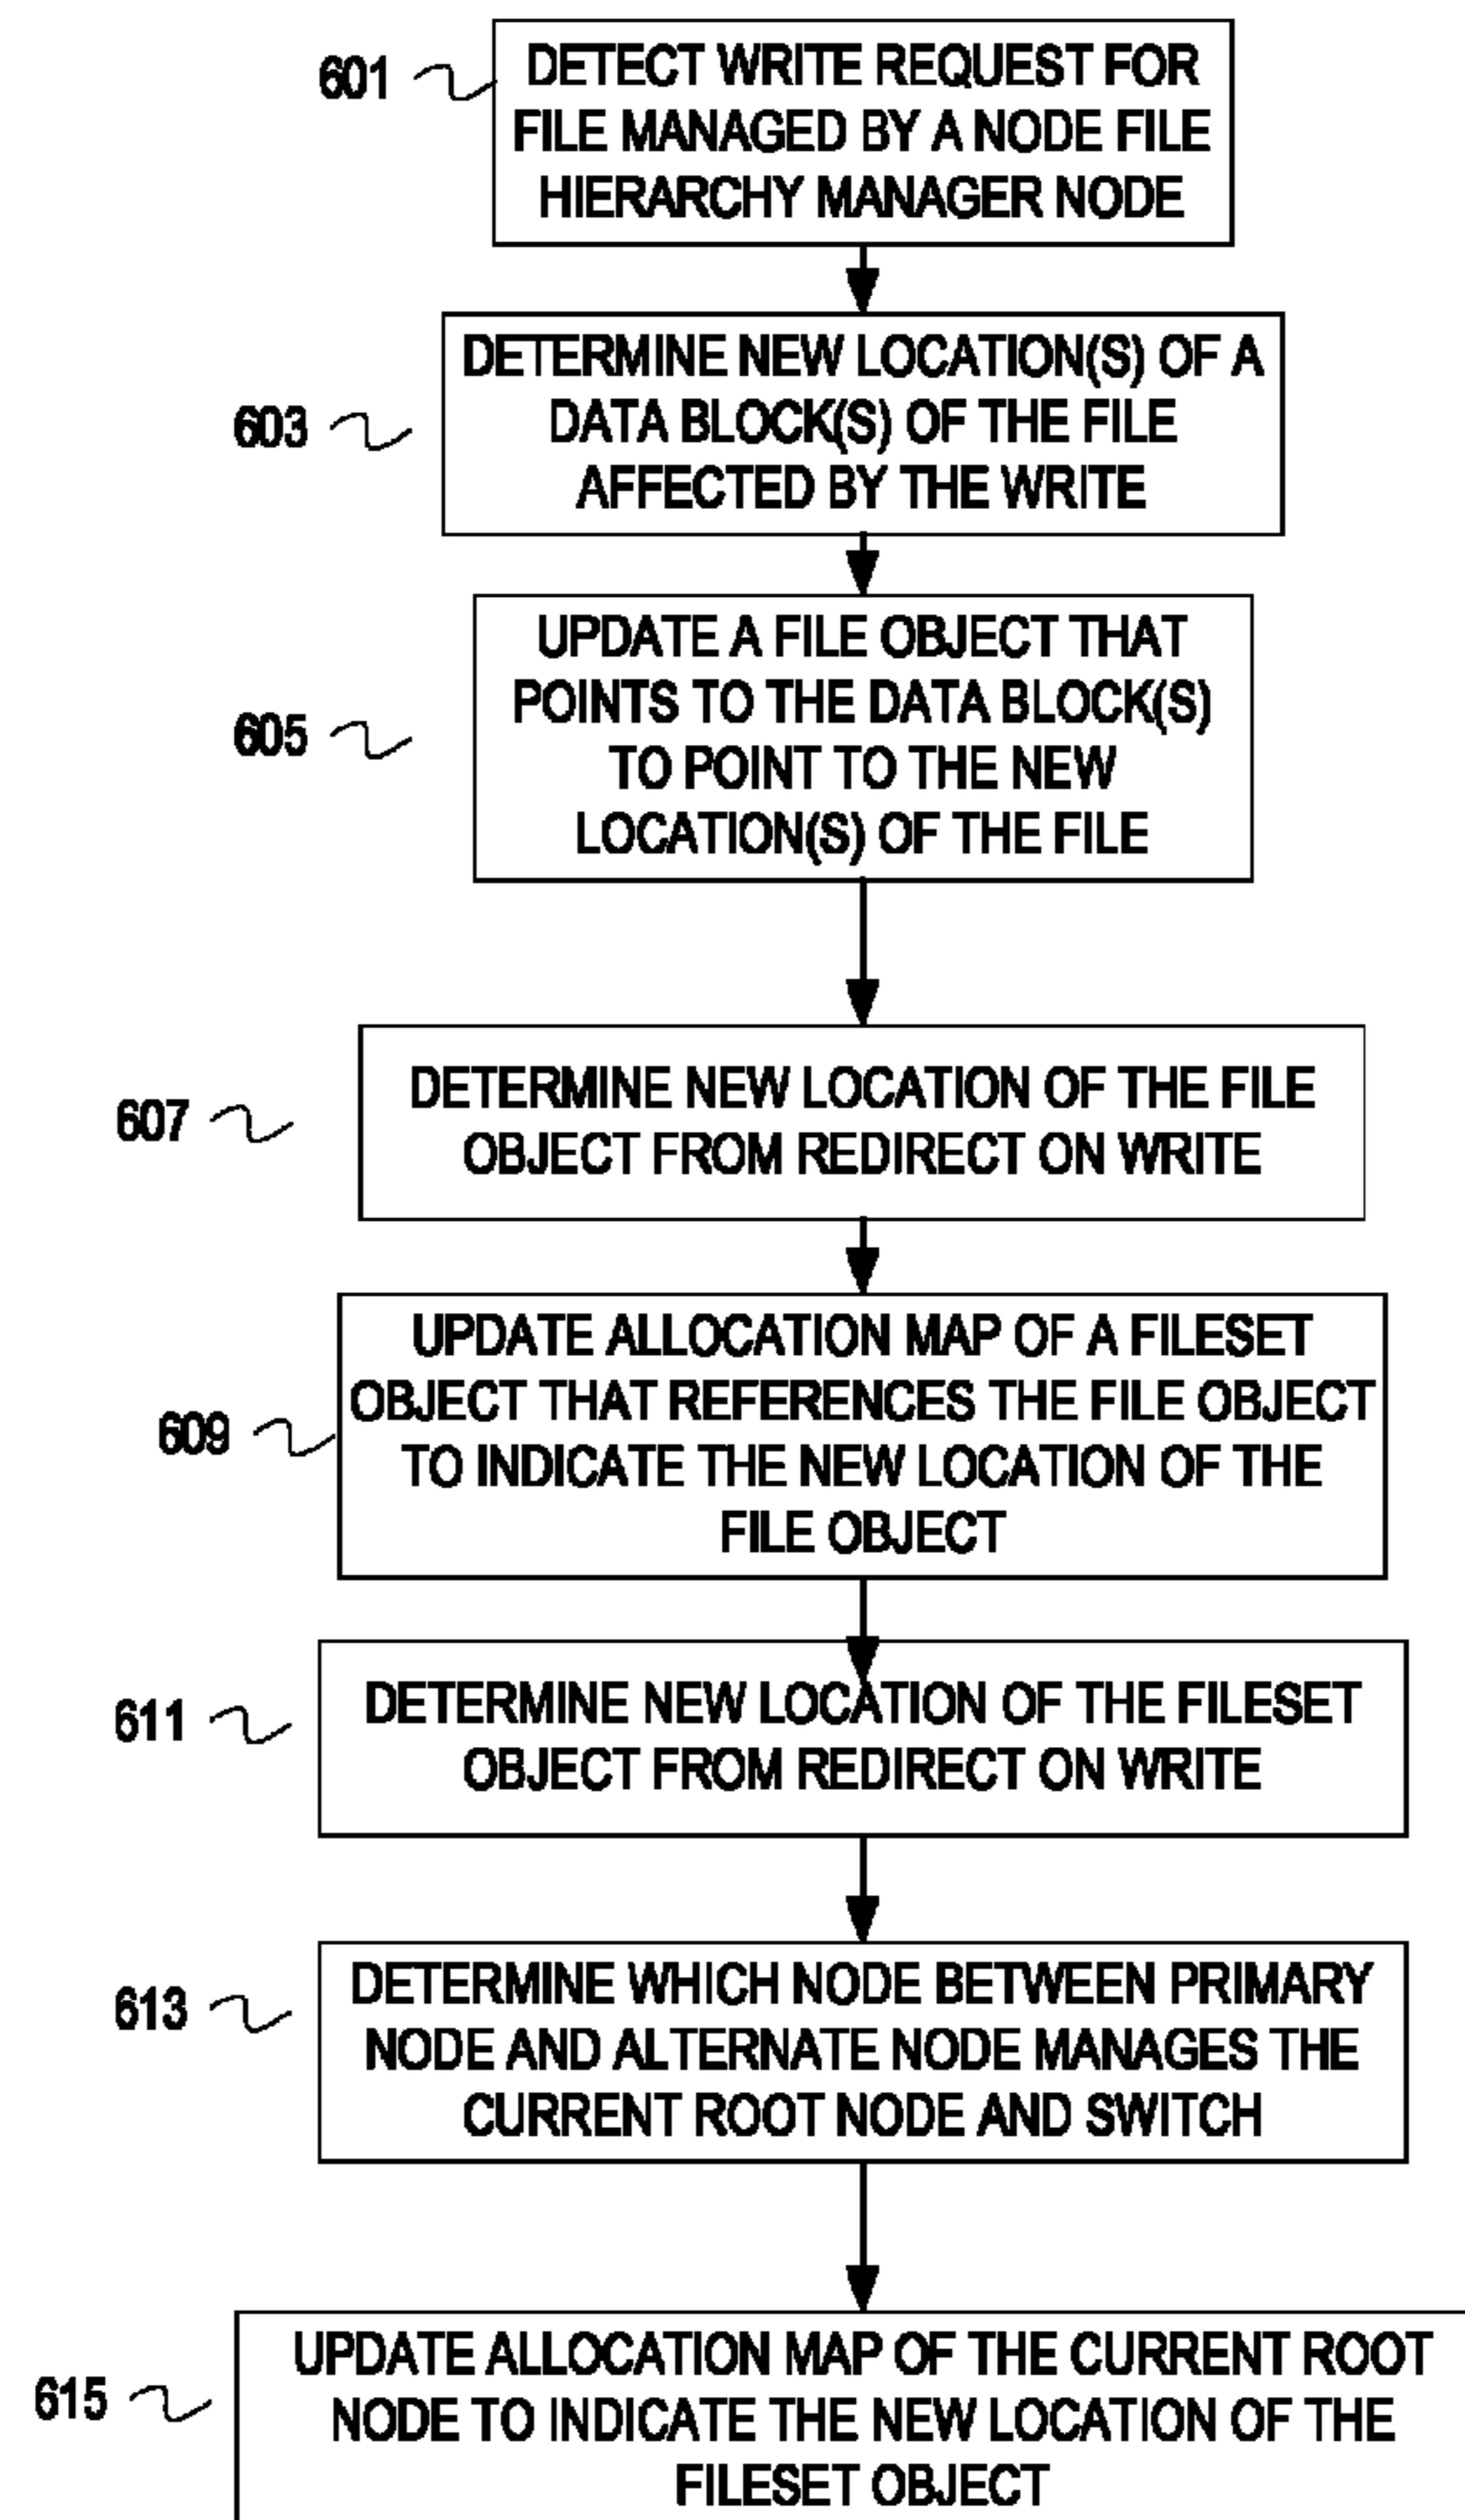 601
DETECT WRITE REQUEST FOR
FILE MANAGED BY A NODE FILE
HIERARCHY MANAGER NODE
603
DETERMINE NEW LOCATION(S) OF A
DATA BLOCK(S) OF THE FILE
AFFECTED BY THE WRITE
605
UPDATE A FILE OBJECT THAT
POINTS TO THE DATA BLOCK(S)
TO POINT TO THE NEW
LOCATION(S) OF THE FILE
607
DETERMINE NEW LOCATION OF THE FILE
OBJECT FROM REDIRECT ON WRITE
609
UPDATE ALLOCATION MAP OF A FILESET
OBJECT THAT REFERENCES THE FILE OBJECT
TO INDICATE THE NEW LOCATION OF THE
FILE OBJECT
611
DETERMINE NEW LOCATION OF THE FILESET
OBJECT FROM REDIRECT ON WRITE
613
DETERMINE WHICH NODE BETWEEN PRIMARY
NODE AND ALTERNATE NODE MANAGES THE
CURRENT ROOT NODE AND SWITCH
615
UPDATE ALLOCATION MAP OF THE CURRENT ROOT
NODE TO INDICATE THE NEW LOCATION OF THE
FILESET OBJECT